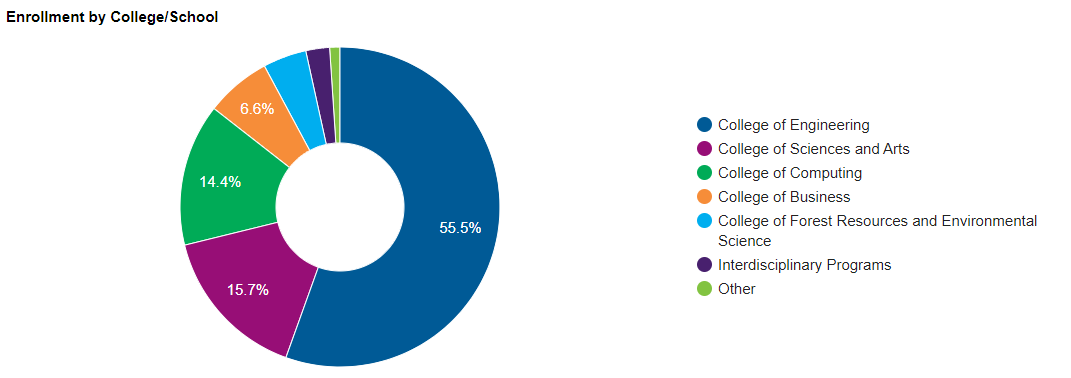 Enrollment by College/School
6.6%
14.4%
55.5%
15.7%
College of Engineering
College of Sciences and Arts
College of Computing
College of Business
College of Forest Resources and Environmental
Science
Interdisciplinary Programs
Other